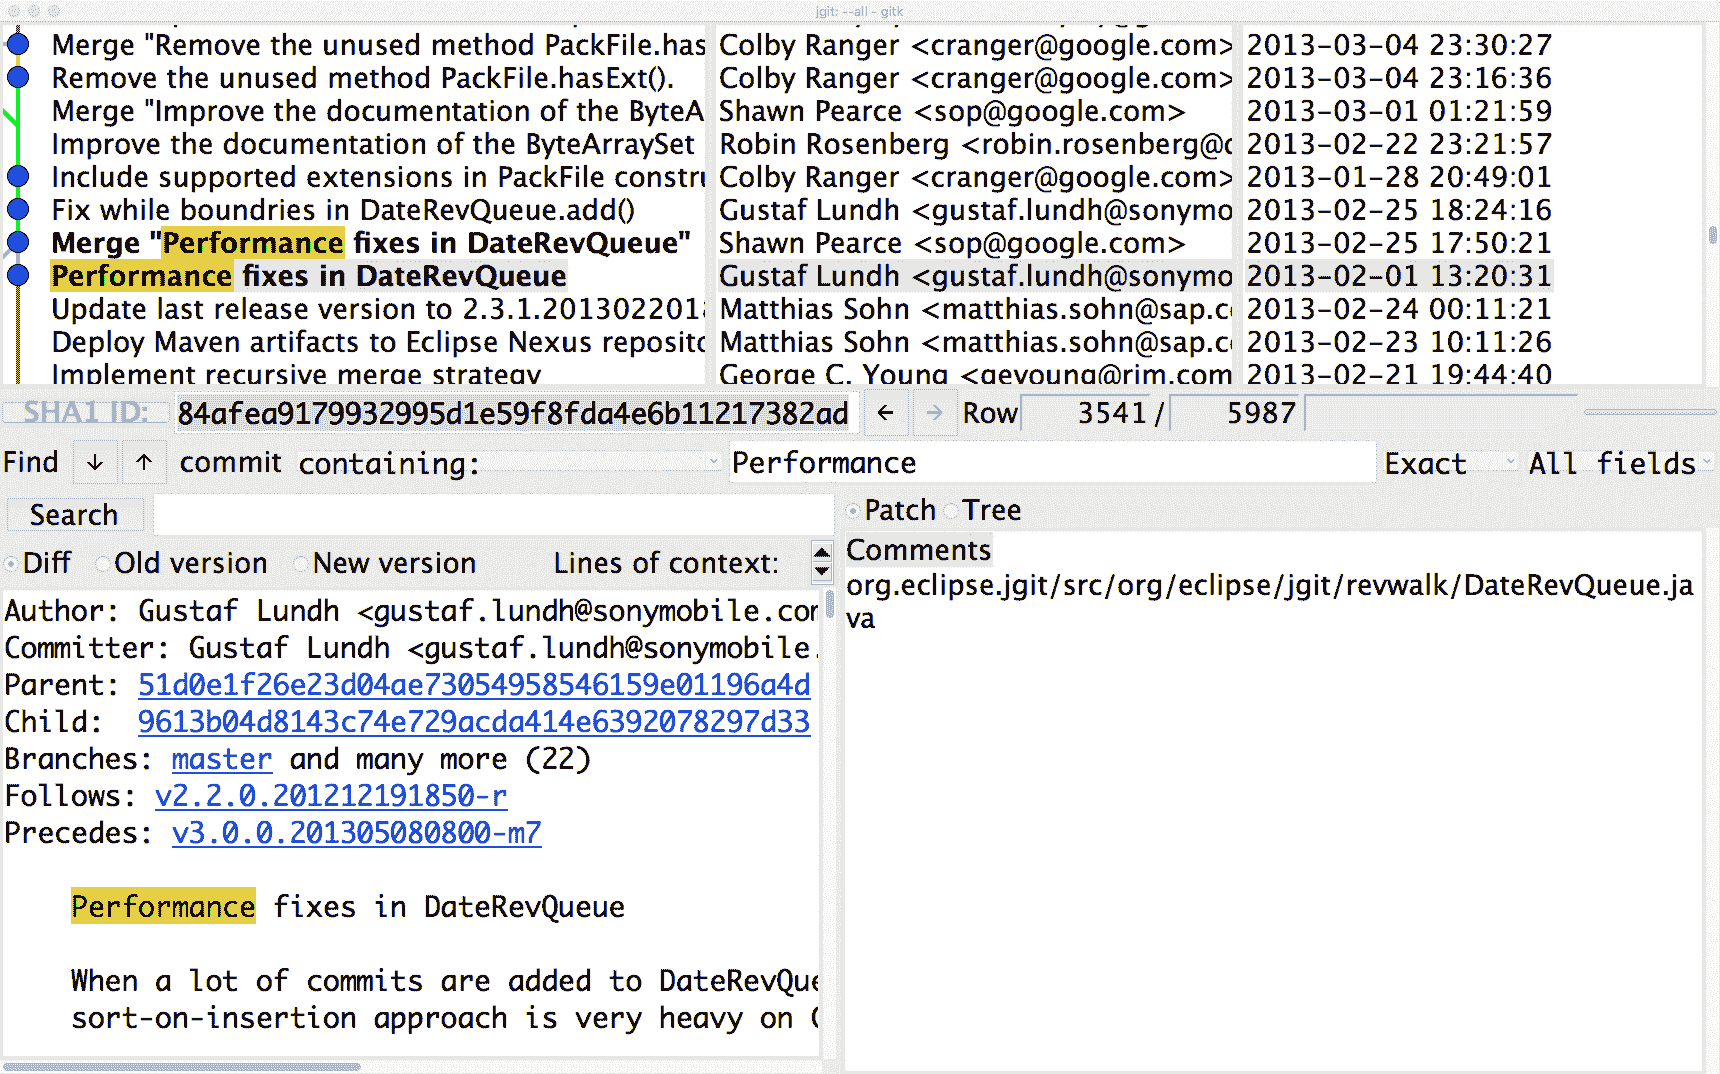 jgit: --all - gitk
Merge "Remove the unused method PackFile.has Colby Ranger <cranger@google.com> 2013-03-04 23:30:27
Remove the unused method PackFile.hasExt(). Colby Ranger <cranger@google.com> 2013-03-04 23:16:36
Merge "Improve the documentation of the ByteA Shawn Pearce <sop@google.com> 2013-03-01 01:21:59
Improve the documentation of the ByteArraySet Robin Rosenberg <robin.rosenberg@d 2013-02-22 23:21:57
Include supported extensions in PackFile constru Colby Ranger <cranger@google.com> 2013-01-28 20:49:01
Fix while boundries in DateRevQueue.add() Gustaf Lundh <gustaf.lundh@sonymo 2013-02-25 18:24:16
Merge "Performance fixes in DateRevQueue" Shawn Pearce <sop@google.com> 2013-02-25 17:50:21
Performance fixes in DateRevQueue Gustaf Lundh <gustaf.lundh@sonymo 2013-02-01 13:20:31
Update last release version to 2.3.1.201302201 Matthias Sohn <matthias.sohn@sap.c 2013-02-24 00:11:21
Deploy Maven artifacts to Eclipse Nexus reposito Matthias Sohn <matthias.sohn@sap.c 2013-02-23 10:11:26
Implement recursive merge strategy George C. Young <geyoung@rim.com 2013-02-21 19:44:40
SHA1 ID: 84afea9179932995d1e59f8fda4e6b11217382ad ← → Row 3541 / 5987
Find ↓ ↑ commit containing: Performance Exact All fields
Search
Diff Old version New version Lines of context:
Author: Gustaf Lundh <gustaf.lundh@sonymobile.com
Committer: Gustaf Lundh <gustaf.lundh@sonymobile.
Parent: 51d0e1f26e23d04ae73054958546159e01196a4d
Child: 9613b04d8143c74e729acda414e6392078297d33
Branches: master and many more (22)
Follows: v2.2.0.201212191850-r
Precedes: v3.0.0.201305080800-m7
Performance fixes in DateRevQueue
When a lot of commits are added to DateRevQue
sort-on-insertion approach is very heavy on C
Patch Tree
Comments
org.eclipse.jgit/src/org/eclipse/jgit/revwalk/DateRevQueue.ja
va